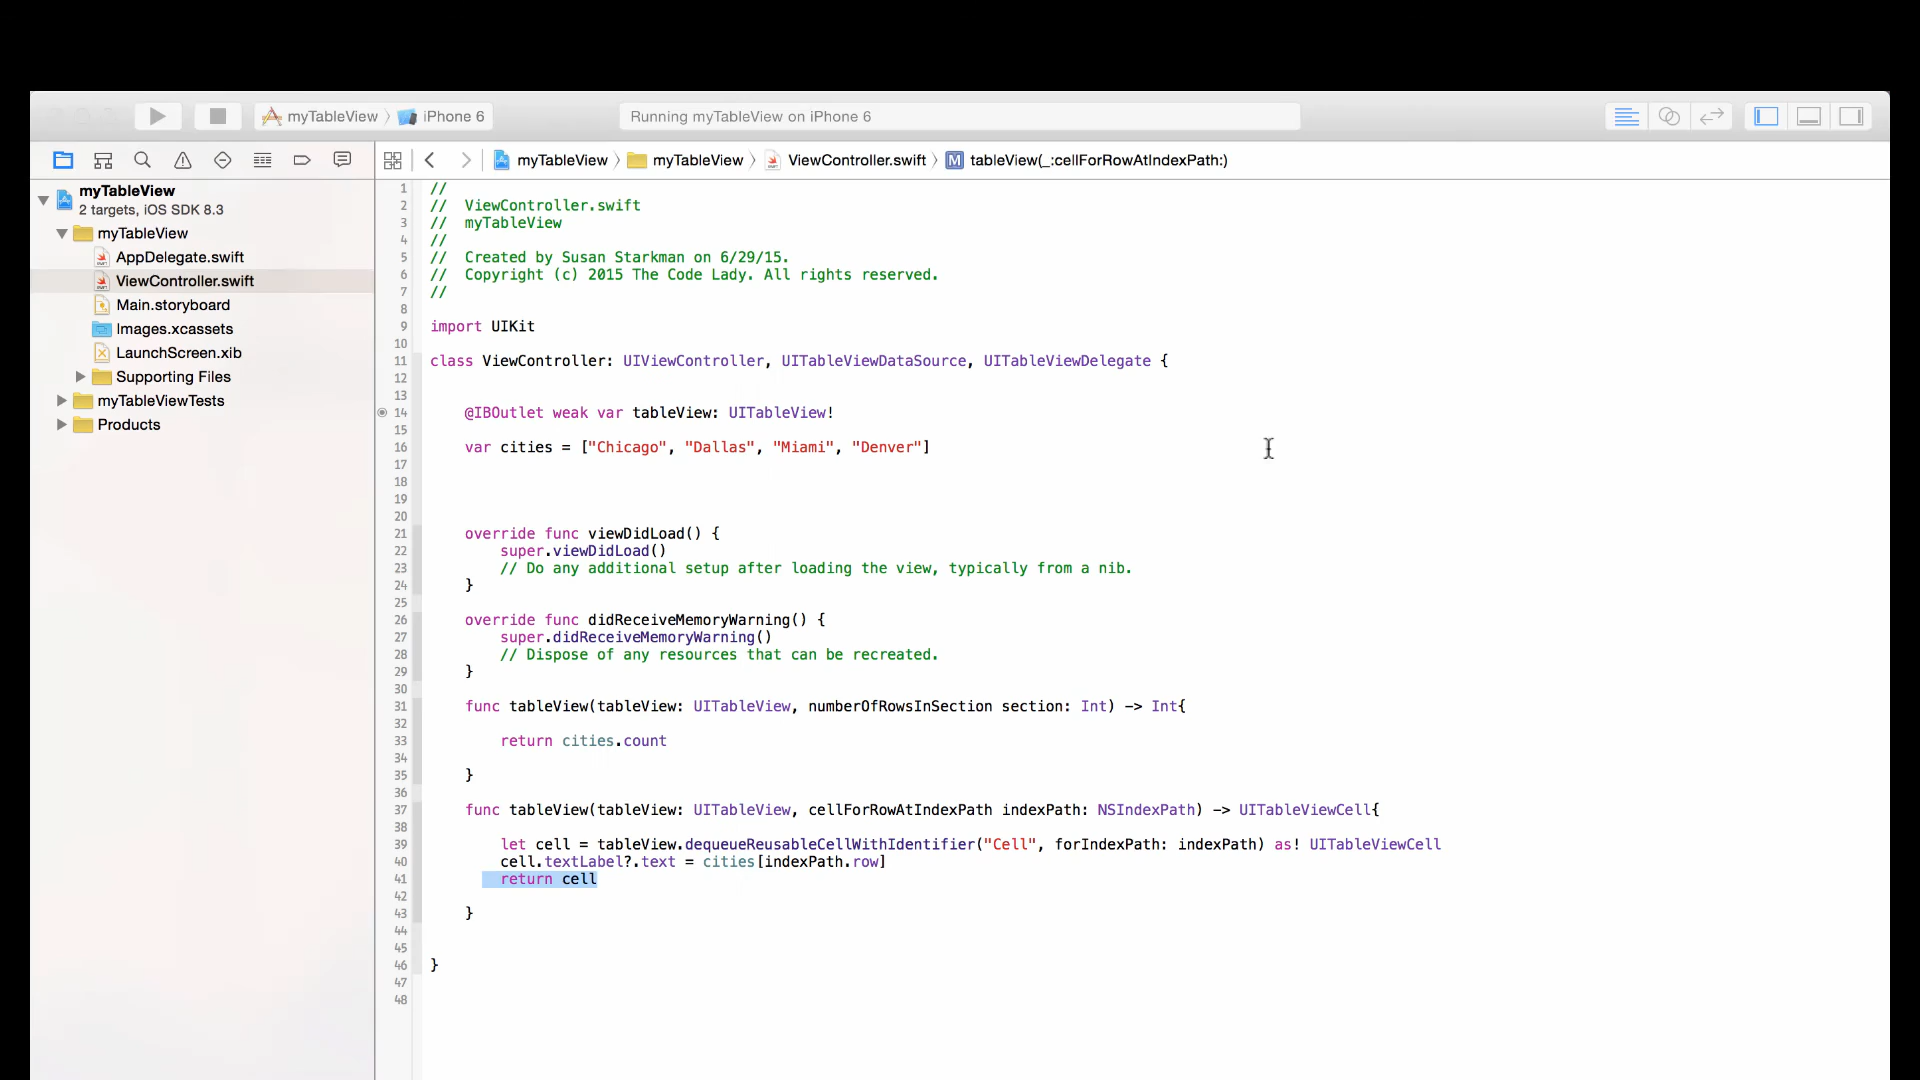 myTableView 〉 iPhone 6
Running myTableView on iPhone 6
myTableView 〉 myTableView 〉 ViewController.swift 〉 M tableView(_:cellForRowAtIndexPath:)
myTableView
2 targets, iOS SDK 8.3
myTableView
AppDelegate.swift
ViewController.swift
Main.storyboard
Images.xcassets
LaunchScreen.xib
Supporting Files
myTableViewTests
Products
1 //
2 //  ViewController.swift
3 //  myTableView
4 //
5 //  Created by Susan Starkman on 6/29/15.
6 //  Copyright (c) 2015 The Code Lady. All rights reserved.
7 //
8
9 import UIKit
10
11 class ViewController: UIViewController, UITableViewDataSource, UITableViewDelegate {
12
13
14     @IBOutlet weak var tableView: UITableView!
15
16     var cities = ["Chicago", "Dallas", "Miami", "Denver"]
17
18
19
20
21     override func viewDidLoad() {
22         super.viewDidLoad()
23         // Do any additional setup after loading the view, typically from a nib.
24     }
25
26     override func didReceiveMemoryWarning() {
27         super.didReceiveMemoryWarning()
28         // Dispose of any resources that can be recreated.
29     }
30
31     func tableView(tableView: UITableView, numberOfRowsInSection section: Int) -> Int{
32
33         return cities.count
34
35     }
36
37     func tableView(tableView: UITableView, cellForRowAtIndexPath indexPath: NSIndexPath) -> UITableViewCell{
38
39         let cell = tableView.dequeueReusableCellWithIdentifier("Cell", forIndexPath: indexPath) as! UITableViewCell
40         cell.textLabel?.text = cities[indexPath.row]
41         return cell
42
43     }
44
45
46 }
47
48